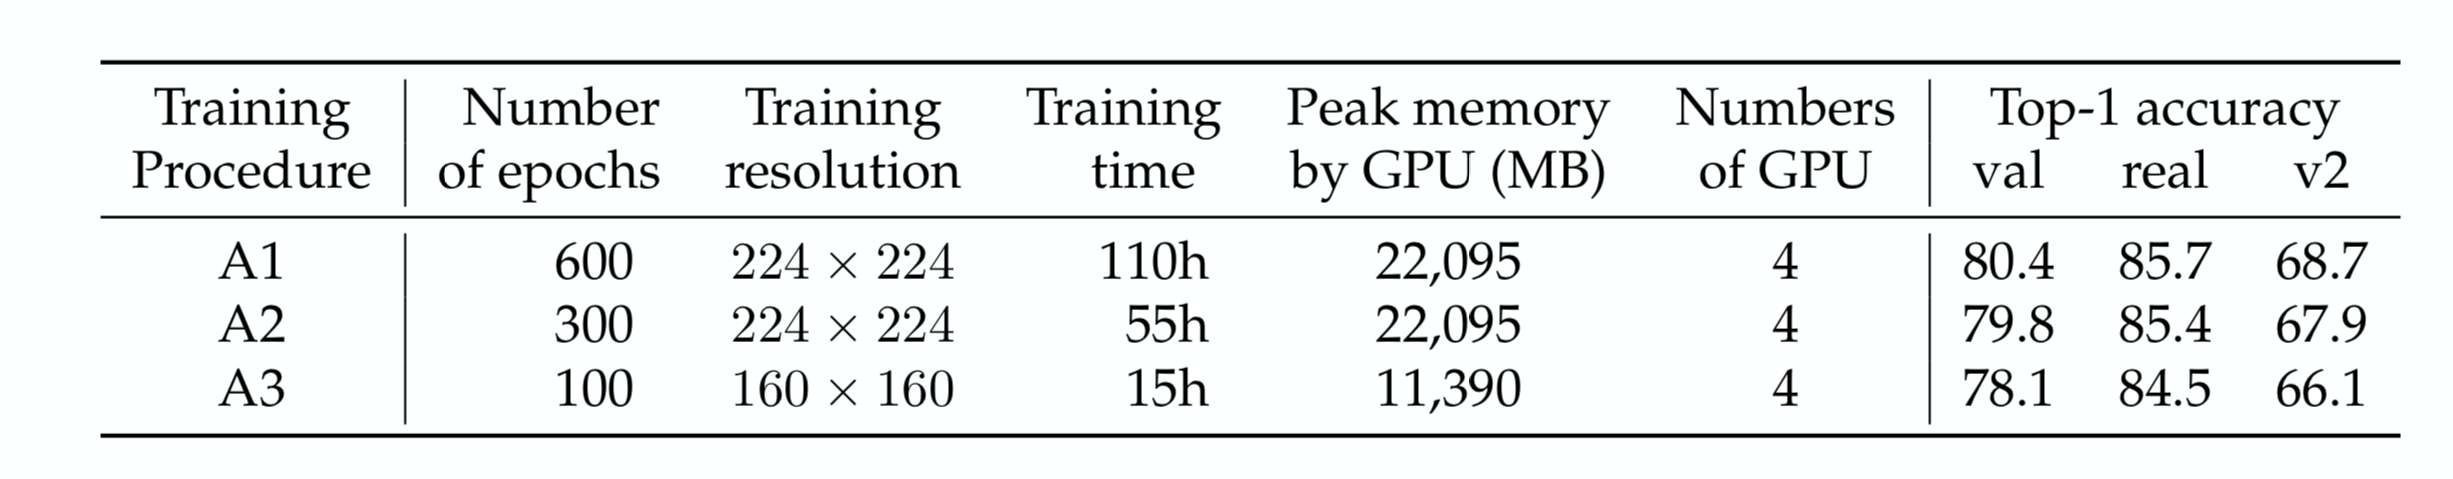 Training Number Training Training Peak memory Numbers Top-1 accuracy
Procedure of epochs resolution time by GPU (MB) of GPU val real v2
A1 600 224 × 224 110h 22,095 4 80.4 85.7 68.7
A2 300 224 × 224 55h 22,095 4 79.8 85.4 67.9
A3 100 160 × 160 15h 11,390 4 78.1 84.5 66.1